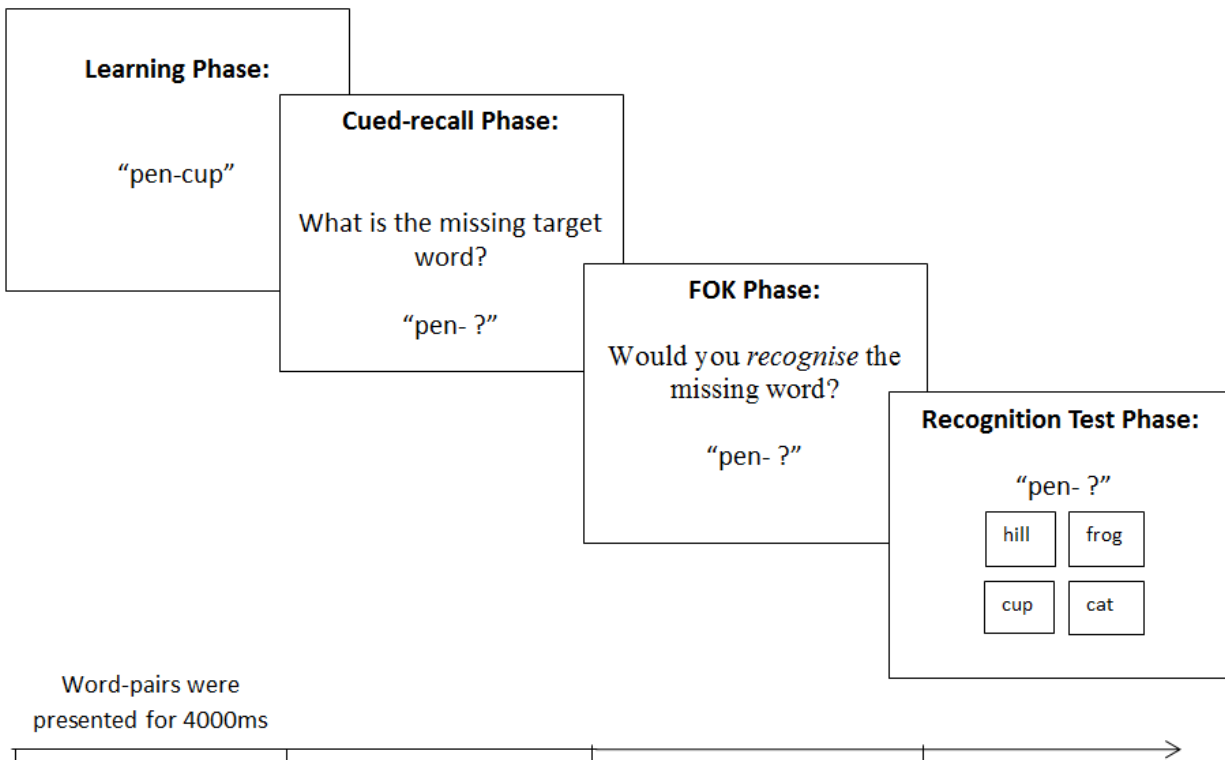 Learning Phase:
“pen-cup”
Cued-recall Phase:
What is the missing target
word?
“pen- ?”
FOK Phase:
Would you recognise the
missing word?
“pen- ?”
Recognition Test Phase:
“pen- ?”
hill frog
cup cat
Word-pairs were
presented for 4000ms